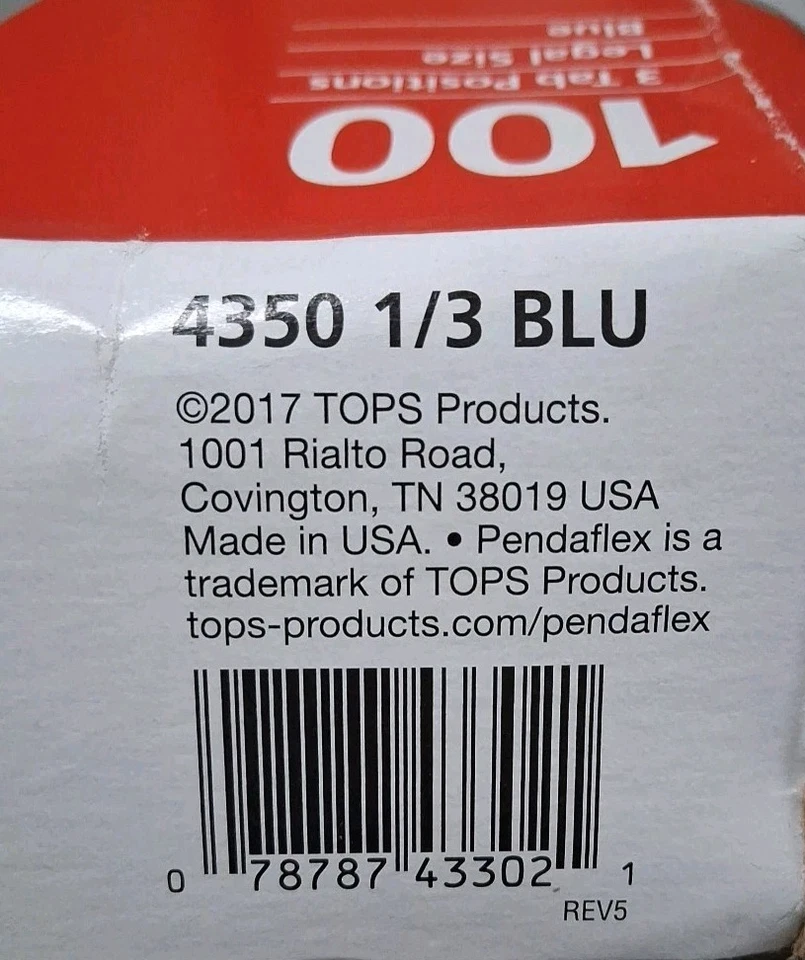 Blue
Legal Size
3 Tab Positions
100
4350 1/3 BLU
©2017 TOPS Products.
1001 Rialto Road,
Covington, TN 38019 USA
Made in USA. • Pendaflex is a
trademark of TOPS Products.
tops-products.com/pendaflex
0 78787 43302 1
REV5